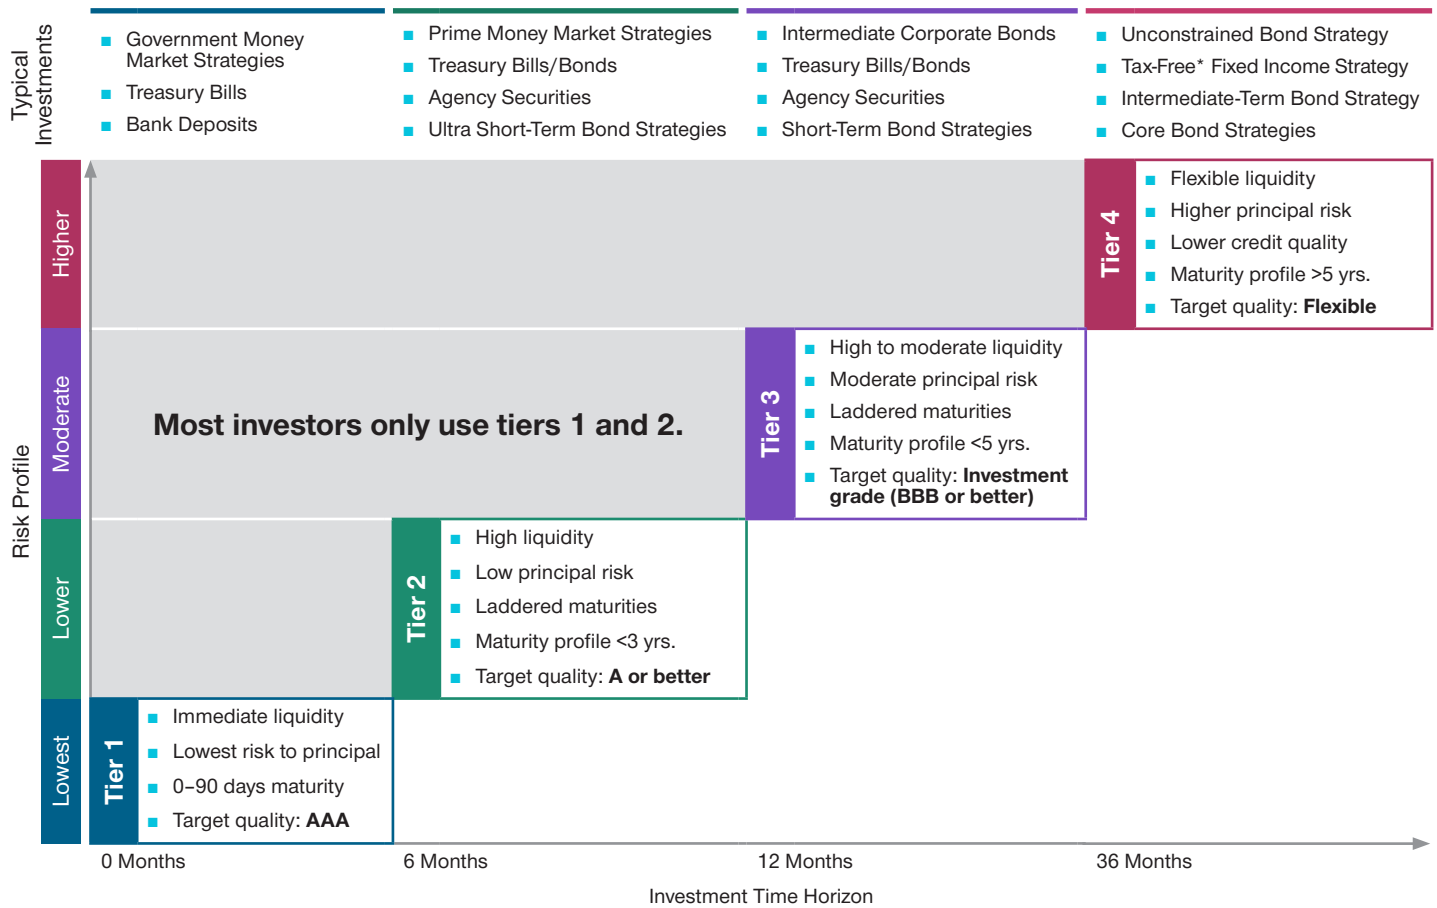 Typical
Investments
Government Money
Market Strategies
Treasury Bills
Bank Deposits
Prime Money Market Strategies
Treasury Bills/Bonds
Agency Securities
Ultra Short-Term Bond Strategies
Intermediate Corporate Bonds
Treasury Bills/Bonds
Agency Securities
Short-Term Bond Strategies
Unconstrained Bond Strategy
Tax-Free* Fixed Income Strategy
Intermediate-Term Bond Strategy
Core Bond Strategies
Risk Profile
Higher
Tier 4
Flexible liquidity
Higher principal risk
Lower credit quality
Maturity profile >5 yrs.
Target quality: Flexible
Moderate
Most investors only use tiers 1 and 2.
Tier 3
High to moderate liquidity
Moderate principal risk
Laddered maturities
Maturity profile <5 yrs.
Target quality: Investment
grade (BBB or better)
Lower
Tier 2
High liquidity
Low principal risk
Laddered maturities
Maturity profile <3 yrs.
Target quality: A or better
Lowest
Tier 1
Immediate liquidity
Lowest risk to principal
0–90 days maturity
Target quality: AAA
0 Months
6 Months
12 Months
36 Months
Investment Time Horizon